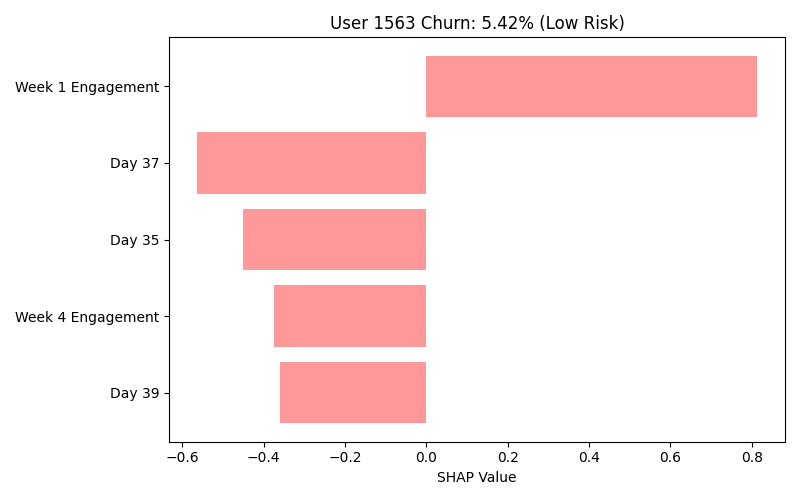 User 1563 Churn: 5.42% (Low Risk)
Week 1 Engagement
Day 37
Day 35
Week 4 Engagement
Day 39
−0.6 −0.4 −0.2 0.0 0.2 0.4 0.6 0.8
SHAP Value